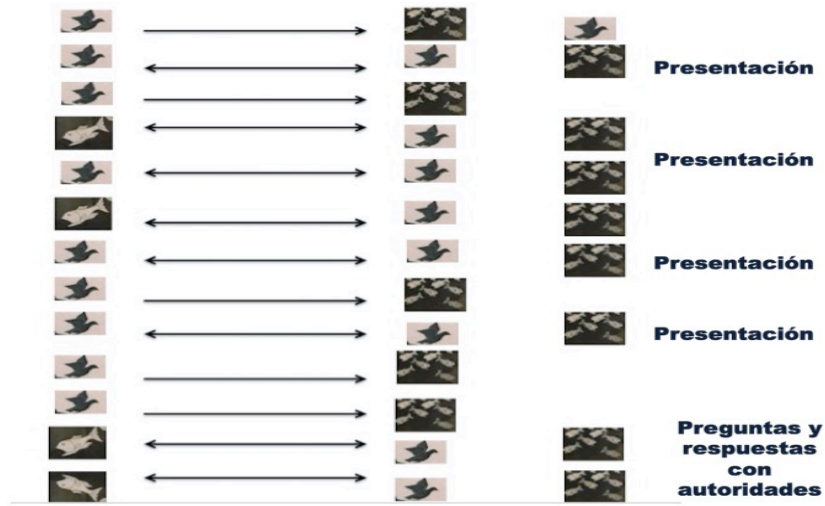 Presentación
Presentación
Presentación
Presentación
Preguntas y
respuestas
con
autoridades